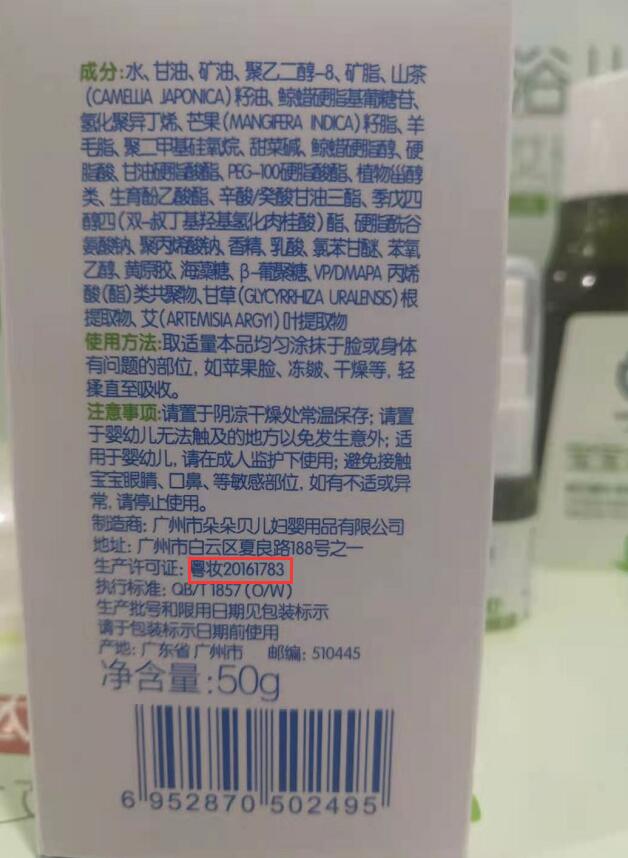 成分:水、甘油、矿油、聚乙二醇-8、矿脂、山茶
(CAMELLIA JAPONICA)籽油、鲸蜡硬脂基葡糖苷、
氢化聚异丁烯、芒果(MANGIFERA INDICA)籽脂、羊
毛脂、聚二甲基硅氧烷、甜菜碱、鲸蜡硬脂醇、硬
脂酸、甘油硬脂酸酯、PEG-100硬脂酸酯、植物甾醇
类、生育酚乙酸酯、辛酸/癸酸甘油三酯、季戊四
醇四(双-叔丁基羟基氢化肉桂酸)酯、硬脂酰谷
氨酸钠、聚丙烯酸钠、香精、乳酸、氯苯甘醚、苯氧
乙醇、黄原胶、海藻糖、β-葡聚糖、VP/DMAPA 丙烯
酸(酯)类共聚物、甘草(GLYCYRRHIZA URALENSIS)根
提取物、艾(ARTEMISIA ARGYI)叶提取物
使用方法:取适量本品均匀涂抹于脸或身体
有问题的部位，如苹果脸、冻皴、干燥等，轻
揉直至吸收。
注意事项:请置于阴凉干燥处常温保存；请置
于婴幼儿无法触及的地方以免发生意外；适
用于婴幼儿，请在成人监护下使用；避免接触
宝宝眼睛、口鼻、等敏感部位，如有不适或异
常，请停止使用。
制造商：广州市朵朵贝儿妇婴用品有限公司
地址：广州市白云区夏良路188号之一
生产许可证：粤妆20161783
执行标准：QB/T 1857 (O/W)
生产批号和限用日期见包装标示
请于包装标示日期前使用
产地：广东省 广州市 邮编：510445
净含量:50g
6 952870 502495
浴